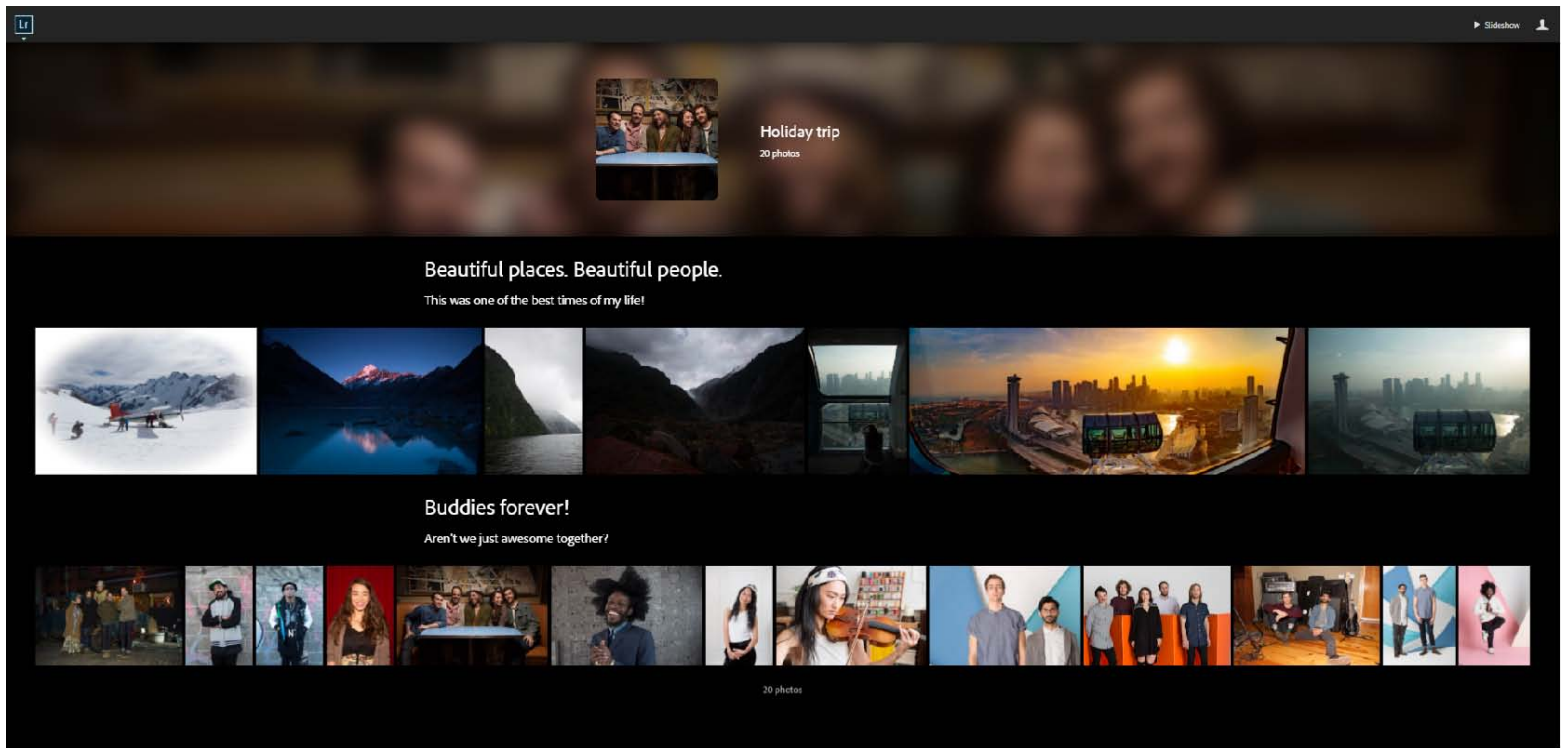 Lr
Slideshow
Holiday trip
20 photos
Beautiful places. Beautiful people.
This was one of the best times of my life!
Buddies forever!
Aren't we just awesome together?
20 photos